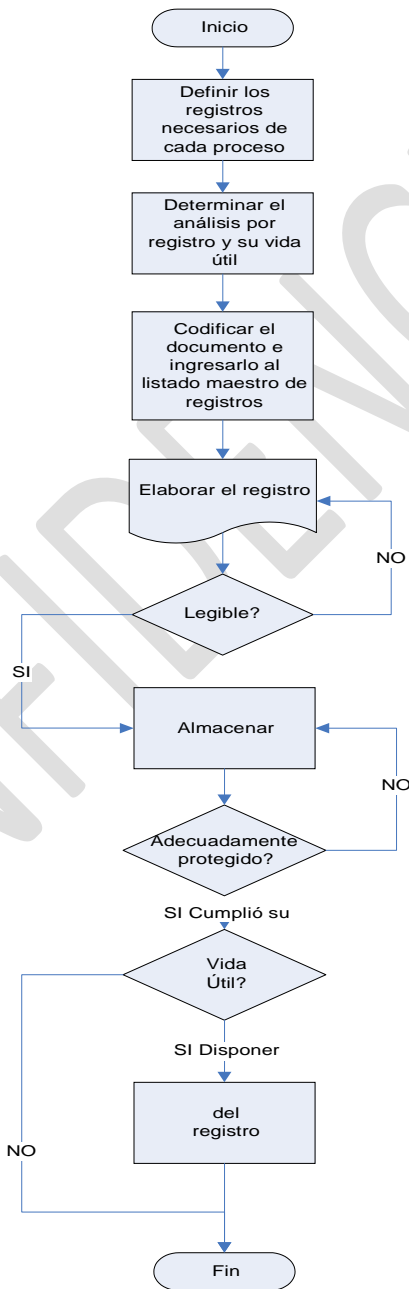 Inicio
Definir los
registros
necesarios de
cada proceso
Determinar el
análisis por
registro y su vida
útil
Codificar el
documento e
ingresarlo al
listado maestro de
registros
Elaborar el registro
NO
Legible?
SI
Almacenar
NO
Adecuadamente
protegido?
SI Cumplió su
Vida
Útil?
SI Disponer
del
registro
NO
Fin